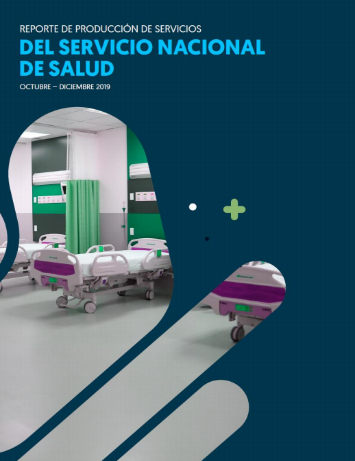 REPORTE DE PRODUCCIÓN DE SERVICIOS
DEL SERVICIO NACIONAL
DE SALUD
OCTUBRE – DICIEMBRE 2019